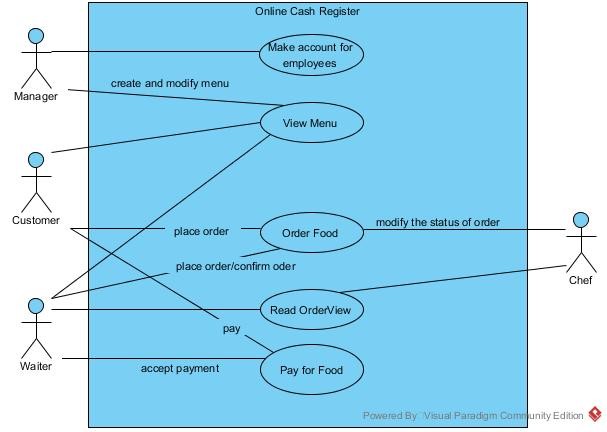 Online Cash Register
Make account for
employees
create and modify menu
Manager
View Menu
Customer
place order
Order Food
modify the status of order
place order/confirm oder
Chef
Read OrderView
pay
Waiter
accept payment
Pay for Food
Powered By Visual Paradigm Community Edition